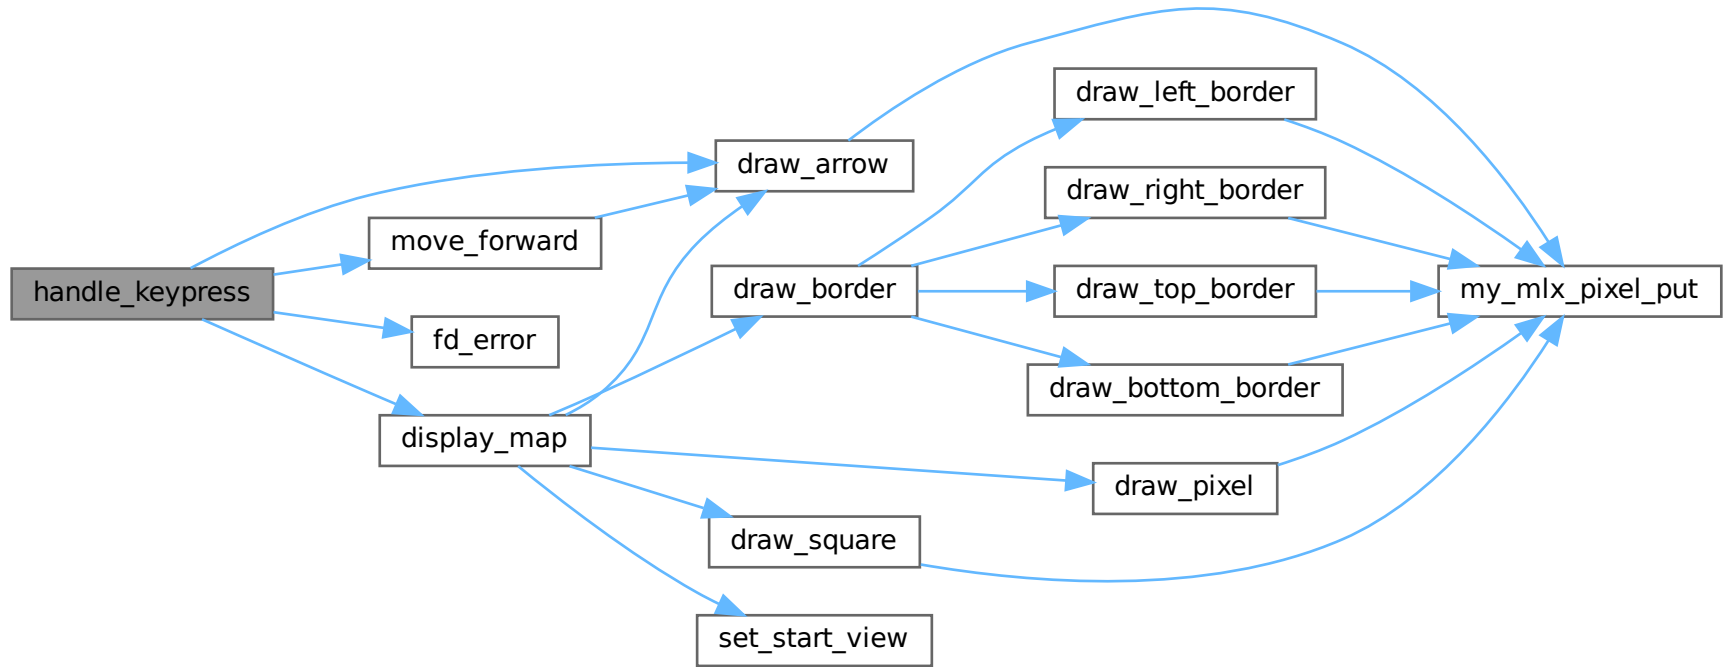 handle_keypress
move_forward
fd_error
display_map
draw_arrow
draw_border
draw_square
set_start_view
draw_left_border
draw_right_border
draw_top_border
draw_bottom_border
draw_pixel
my_mlx_pixel_put